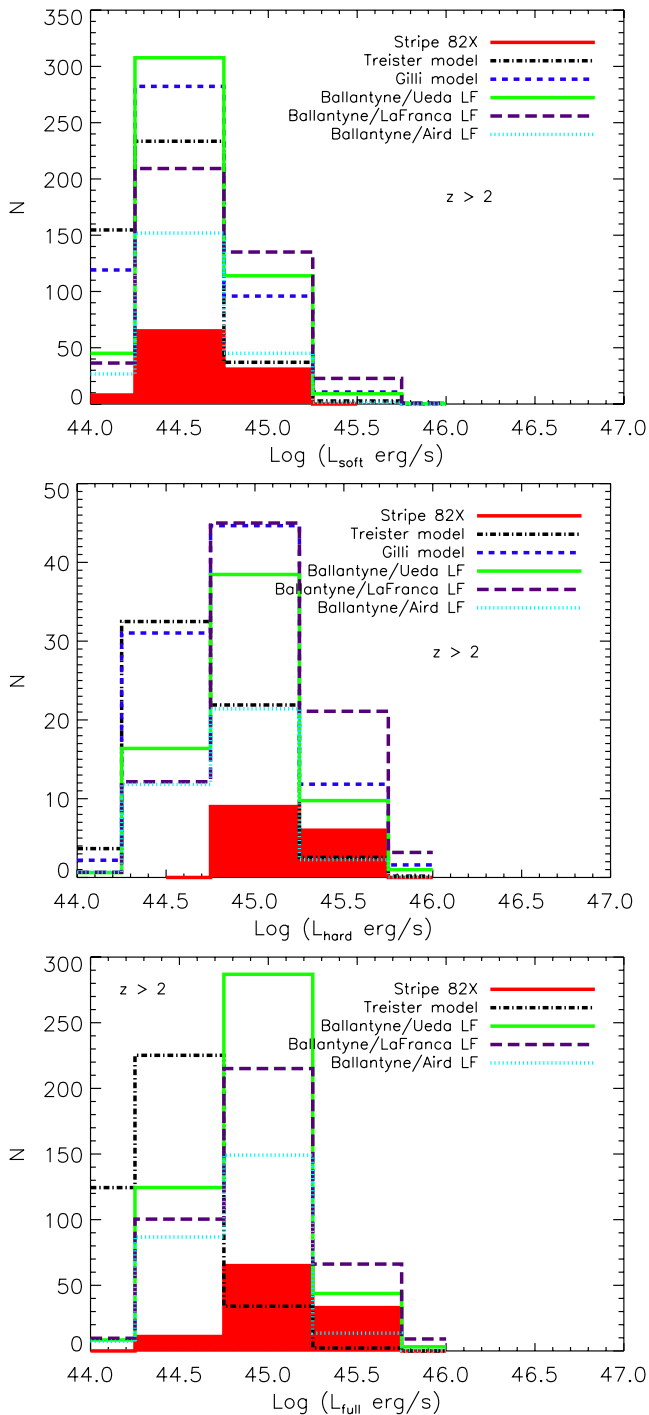 350
300
250
200
150
100
50
0
N
Stripe 82X
Treister model
Gilli model
Ballantyne/Ueda LF
Ballantyne/LaFranca LF
Ballantyne/Aird LF
z > 2
44.0 44.5 45.0 45.5 46.0 46.5 47.0
Log (Lsoft erg/s)
50
40
30
20
10
0
N
Stripe 82X
Treister model
Gilli model
Ballantyne/Ueda LF
Ballantyne/LaFranca LF
Ballantyne/Aird LF
z > 2
44.0 44.5 45.0 45.5 46.0 46.5 47.0
Log (Lhard erg/s)
300
250
200
150
100
50
0
N
z > 2
Stripe 82X
Treister model
Ballantyne/Ueda LF
Ballantyne/LaFranca LF
Ballantyne/Aird LF
44.0 44.5 45.0 45.5 46.0 46.5 47.0
Log (Lfull erg/s)